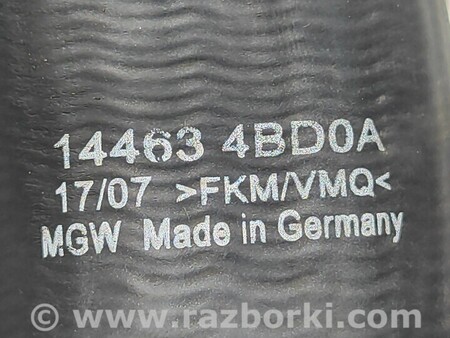 14463 4BD0A
17/07 >FKM/VMQ<
MGW Made in Germany
© www.razborki.com